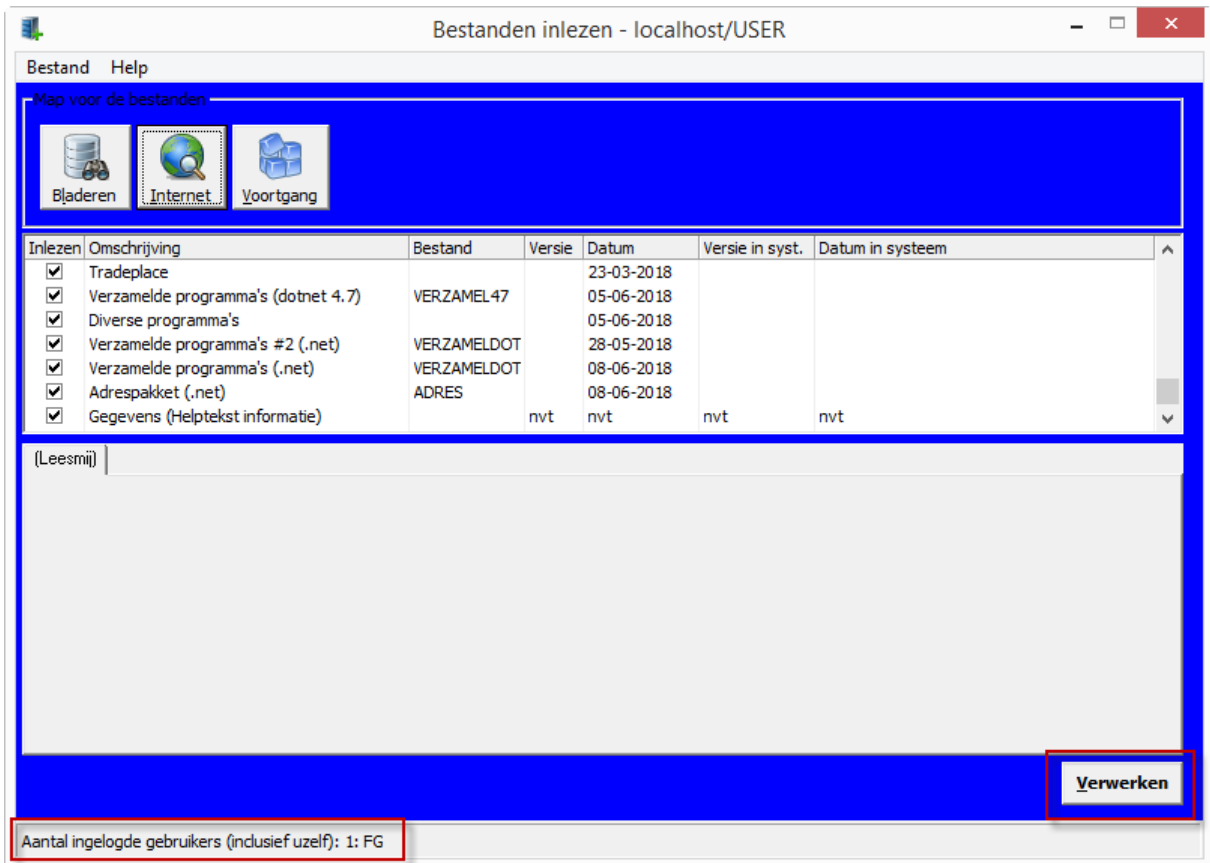 Bestanden inlezen - localhost/USER
Bestand Help
Map voor de bestanden
Bladeren Internet Voortgang
Inlezen Omschrijving Bestand Versie Datum Versie in syst. Datum in systeem
Tradeplace 23-03-2018
Verzamelde programma's (dotnet 4.7) VERZAMEL47 05-06-2018
Diverse programma's 05-06-2018
Verzamelde programma's #2 (.net) VERZAMELDOT 28-05-2018
Verzamelde programma's (.net) VERZAMELDOT 08-06-2018
Adrespakket (.net) ADRES 08-06-2018
Gegevens (Helptekst informatie) nvt nvt nvt nvt
(Leesmij)
Verwerken
Aantal ingelogde gebruikers (inclusief uzelf): 1: FG